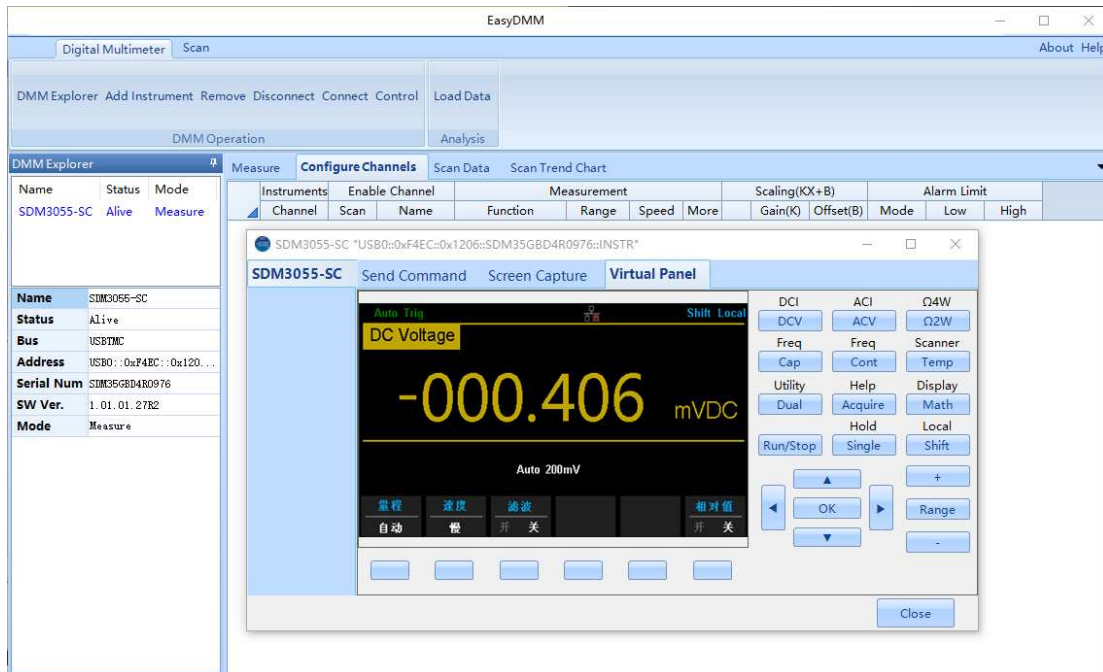 EasyDMM
Digital Multimeter Scan About Help
DMM Explorer Add Instrument Remove Disconnect Connect Control Load Data
DMM Operation Analysis
DMM Explorer
Name Status Mode
SDM3055-SC Alive Measure
Name SDM3055-SC
Status Alive
Bus USBTMC
Address USB0::0xF4EC::0x120...
Serial Num SDM35GBD4R0976
SW Ver. 1.01.01.27R2
Mode Measure
Measure Configure Channels Scan Data Scan Trend Chart
Instruments Enable Channel Measurement Scaling(KX+B) Alarm Limit
Channel Scan Name Function Range Speed More Gain(K) Offset(B) Mode Low High
SDM3055-SC "USB0::0xF4EC::0x1206::SDM35GBD4R0976::INSTR"
SDM3055-SC Send Command Screen Capture Virtual Panel
Auto Trig Shift Local
DC Voltage
-000.406 mVDC
Auto 200mV
量程 速度 滤波 相对值
自动 慢 开 关 开 关
DCI ACI Ω4W
DCV ACV Ω2W
Freq Freq Scanner
Cap Cont Temp
Utility Help Display
Dual Acquire Math
Hold Local
Run/Stop Single Shift
+
OK Range
-
Close